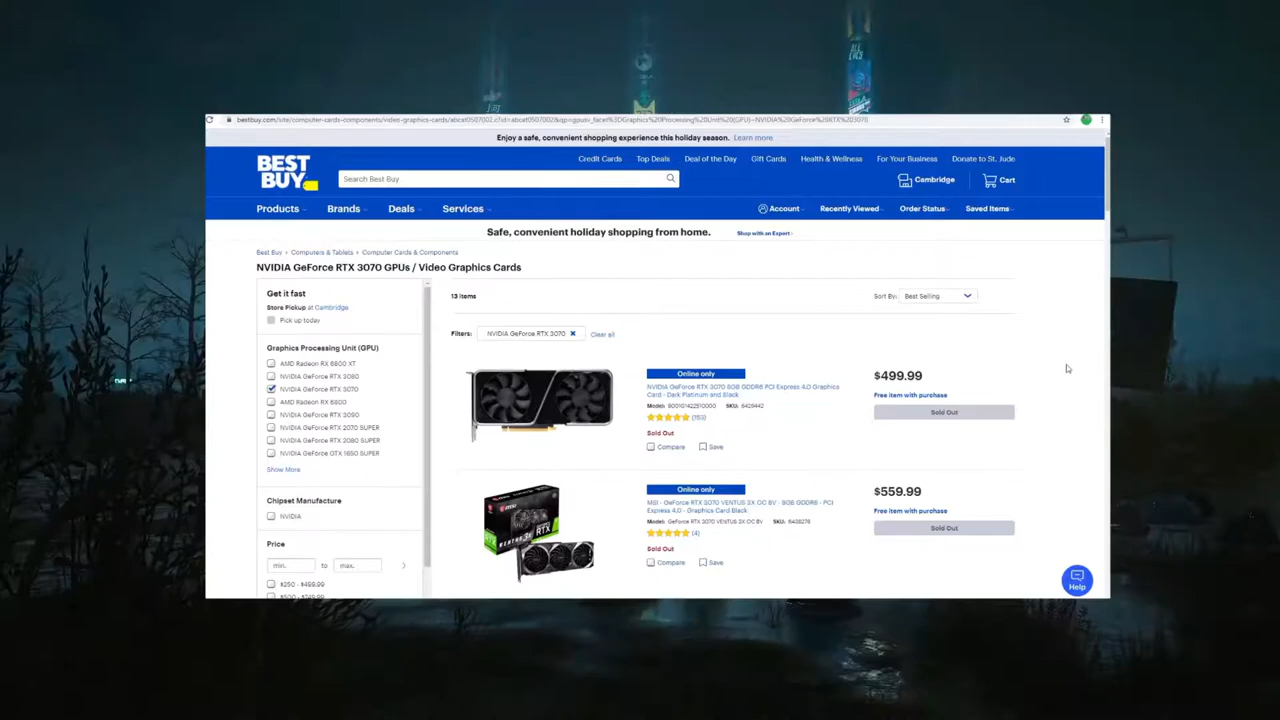 Enjoy a safe, convenient shopping experience this holiday season. Learn more
BEST BUY
Credit Cards Top Deals Deal of the Day Gift Cards Health & Wellness For Your Business Donate to St. Jude
Search Best Buy
Cambridge Cart
Products Brands Deals Services
Account Recently Viewed Order Status Saved Items
Safe, convenient holiday shopping from home. Shop with an Expert ›
Best Buy › Computers & Tablets › Computer Cards & Components
NVIDIA GeForce RTX 3070 GPUs / Video Graphics Cards
Get it fast
Store Pickup at Cambridge
Pick up today
Graphics Processing Unit (GPU)
AMD Radeon RX 6800 XT
NVIDIA GeForce RTX 3080
NVIDIA GeForce RTX 3070
AMD Radeon RX 6800
NVIDIA GeForce RTX 3090
NVIDIA GeForce RTX 2070 SUPER
NVIDIA GeForce RTX 2080 SUPER
NVIDIA GeForce GTX 1650 SUPER
Show More
Chipset Manufacture
NVIDIA
Price
min. to max.
$250 - $499.99
$500 - $749.99
13 items
Sort By: Best Selling
Filters: NVIDIA GeForce RTX 3070 Clear all
Online only
NVIDIA GeForce RTX 3070 8GB GDDR6 PCI Express 4.0 Graphics
Card - Dark Platinum and Black
Model: 9001G1422510000 SKU: 6429442
(153)
Sold Out
Compare Save
$499.99
Free item with purchase
Sold Out
Online only
MSI - GeForce RTX 3070 VENTUS 3X OC BV - 8GB GDDR6 - PCI
Express 4.0 - Graphics Card Black
Model: GeForce RTX 3070 VENTUS 3X OC BV SKU: 6438278
(4)
Sold Out
Compare Save
$559.99
Free item with purchase
Sold Out
Help